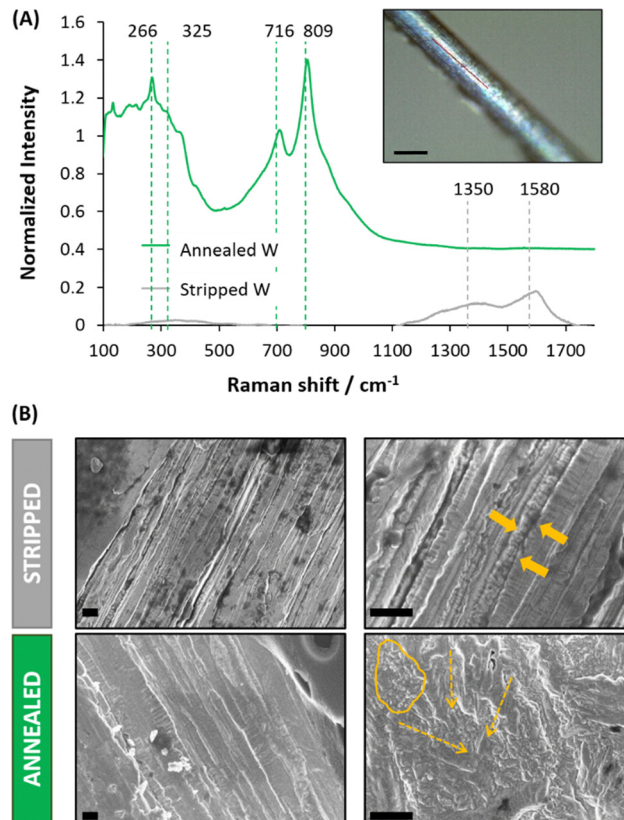 (A)
266 325 716 809
1.6
1.4
1.2
1
0.8
0.6
0.4
0.2
0
Normalized Intensity
1350 1580
Annealed W
Stripped W
100 300 500 700 900 1100 1300 1500 1700
Raman shift / cm⁻¹
(B)
STRIPPED
ANNEALED